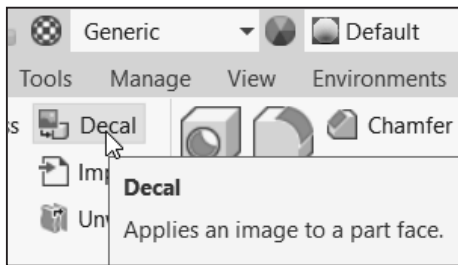 Generic Default
Tools Manage View Environments
Decal Chamfer
Decal
Applies an image to a part face.